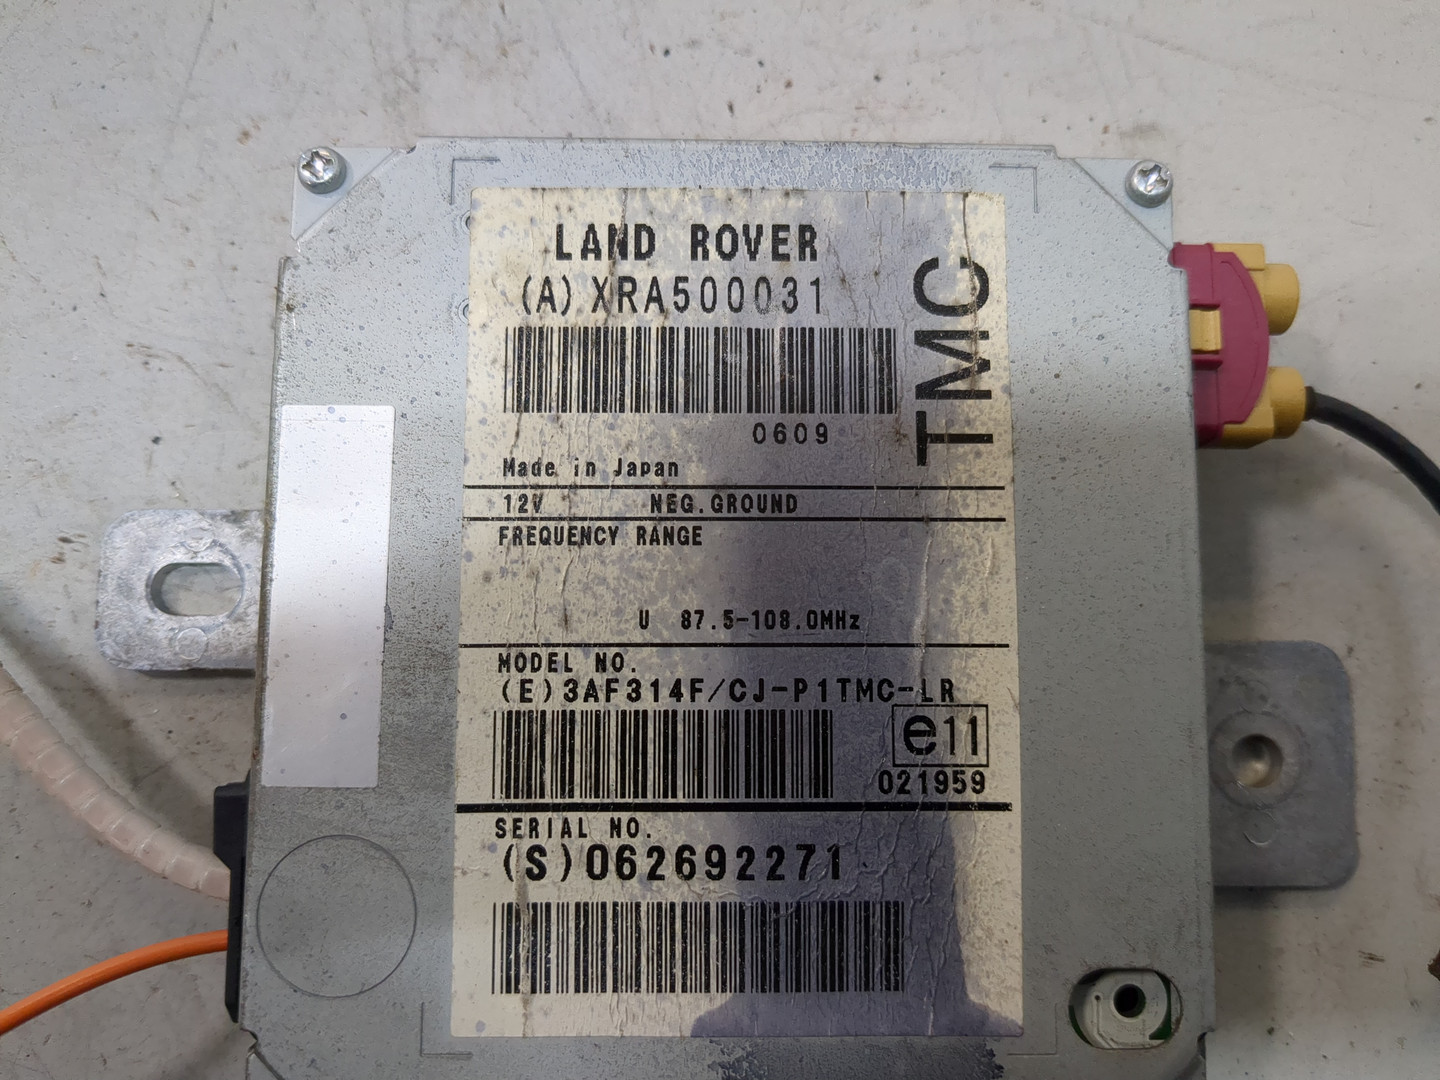 LAND ROVER
(A)XRA500031
TMC
0609
Made in Japan
12V NEG.GROUND
FREQUENCY RANGE
U 87.5-108.0MHz
MODEL NO.
(E)3AF314F/CJ-P1TMC-LR
e11
021959
SERIAL NO.
(S)062692271